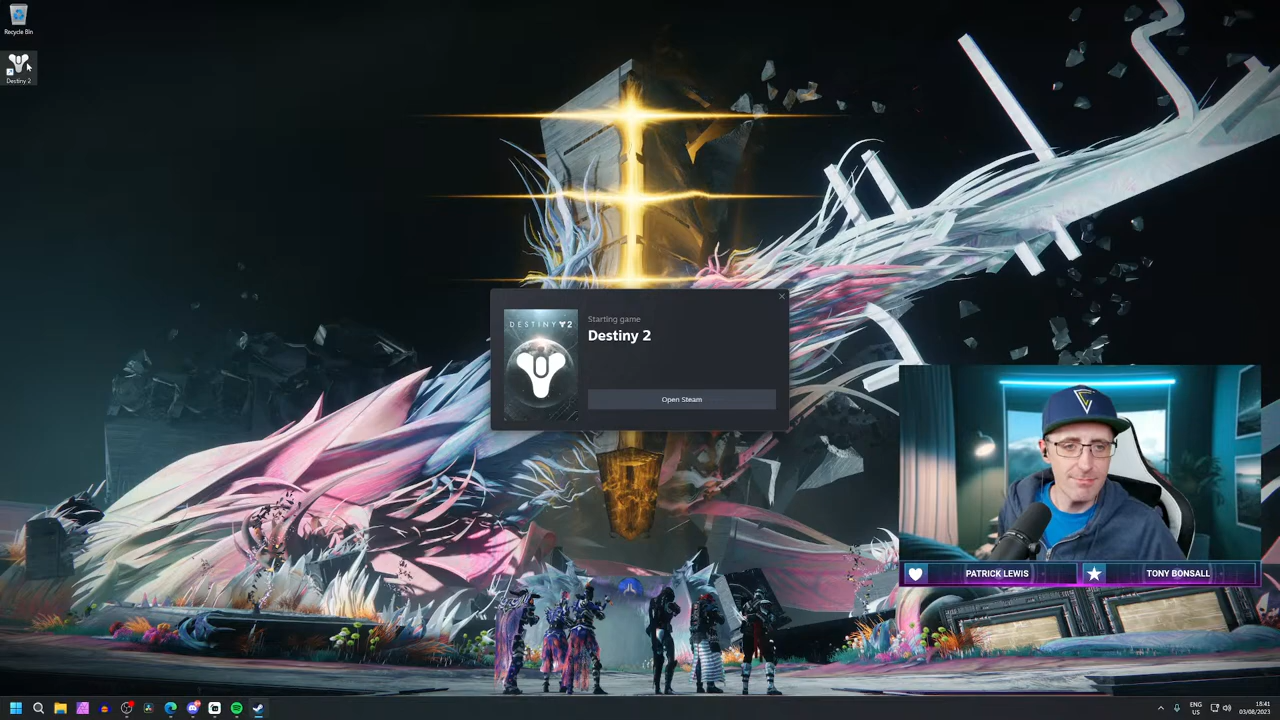 Recycle Bin
Destiny 2
DESTINY 2
Starting game
Destiny 2
Open Steam
PATRICK LEWIS
TONY BONSALL
ENG
US
18:41
03/08/2023